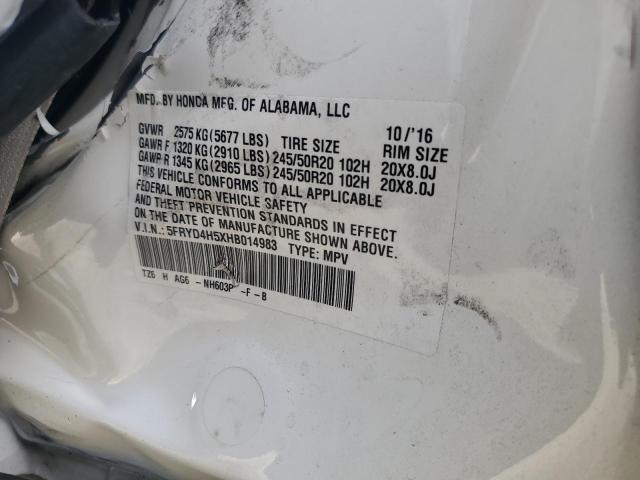 MFD. BY HONDA MFG. OF ALABAMA, LLC 10/'16
GVWR 2575 KG(5677 LBS) TIRE SIZE RIM SIZE
GAWR F 1320 KG(2910 LBS)245/50R20 102H 20X8.0J
GAWR R 1345 KG(2965 LBS)245/50R20 102H 20X8.0J
THIS VEHICLE CONFORMS TO ALL APPLICABLE
FEDERAL MOTOR VEHICLE SAFETY
AND THEFT PREVENTION STANDARDS IN EFFECT
ON THE DATE OF MANUFACTURE SHOWN ABOVE.
V.I.N.: 5FRYD4H5XHB014983 TYPE: MPV
TZ6 H AG6 - NH603P -F -B